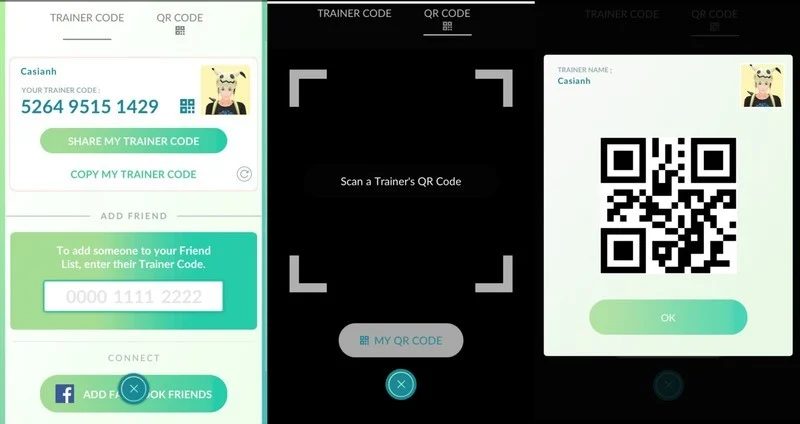 TRAINER CODE
QR CODE
Casianh
YOUR TRAINER CODE:
5264 9515 1429
SHARE MY TRAINER CODE
COPY MY TRAINER CODE
ADD FRIEND
To add someone to your Friend
List, enter their Trainer Code.
0000 1111 2222
CONNECT
ADD FA OOK FRIENDS
TRAINER CODE
QR CODE
Scan a Trainer's QR Code
MY QR CODE
TRAINER CODE
QR CODE
TRAINER NAME:
Casianh
OK